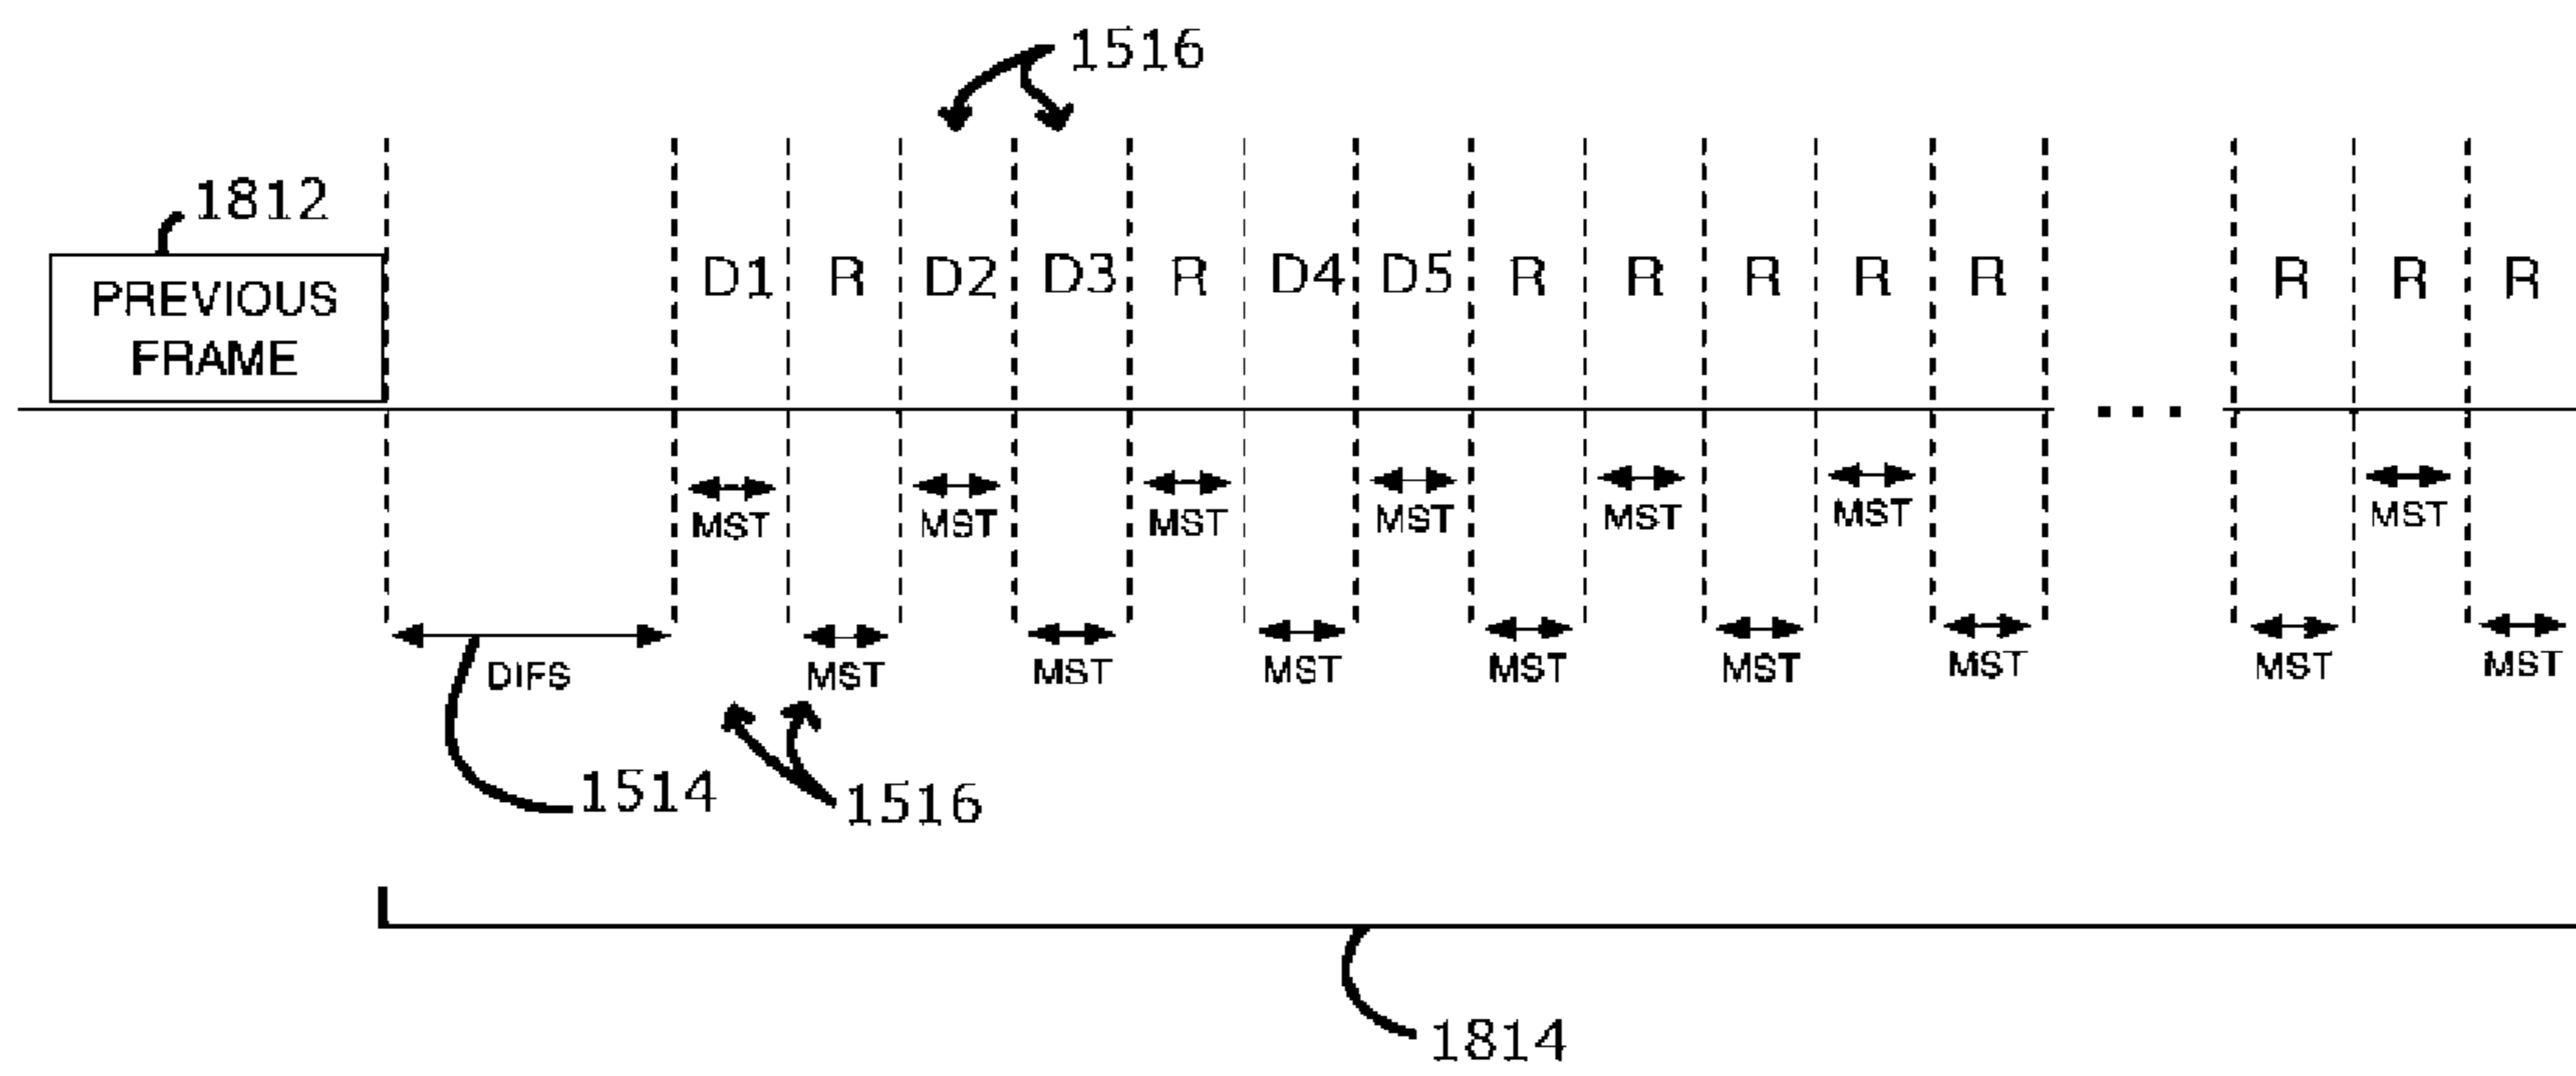 1516
1812
PREVIOUS
FRAME
D1 R D2 D3 R D4 D5 R R R R R R R R
...
MST MST MST MST MST MST MST
DIFS MST MST MST MST MST MST MST MST
1514
1516
1814